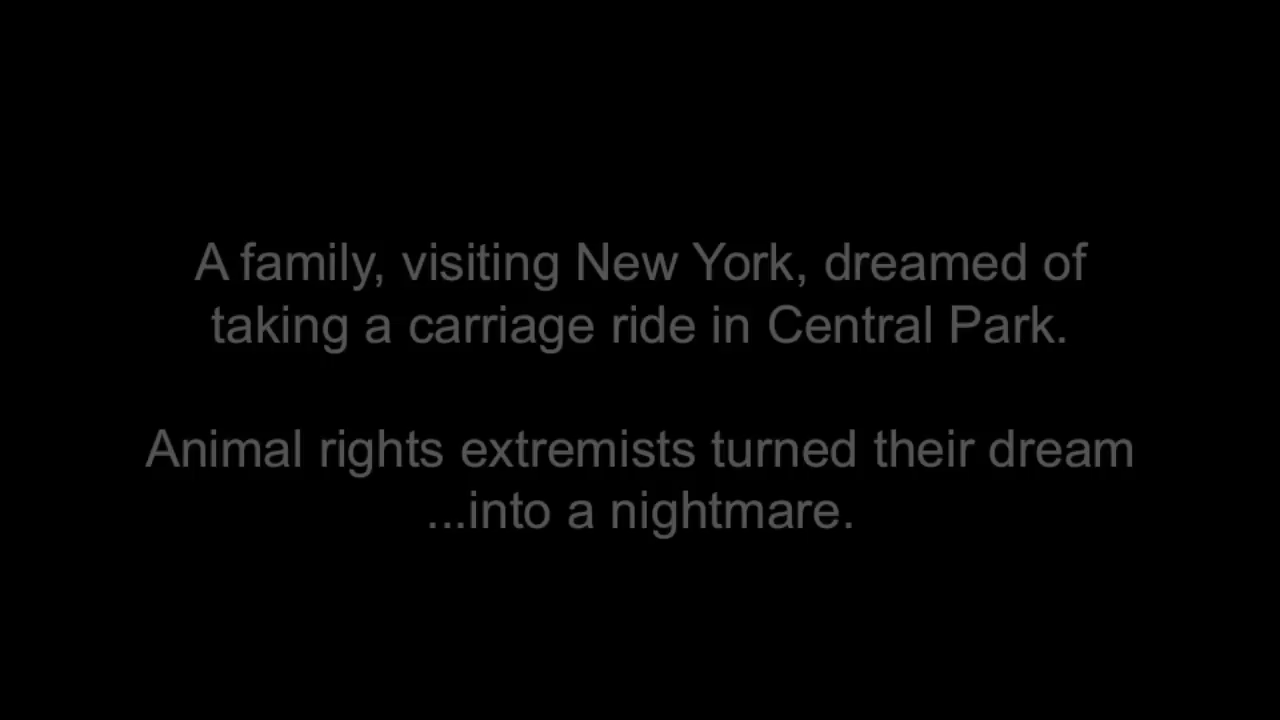 A family, visiting New York, dreamed of
taking a carriage ride in Central Park.
Animal rights extremists turned their dream
...into a nightmare.